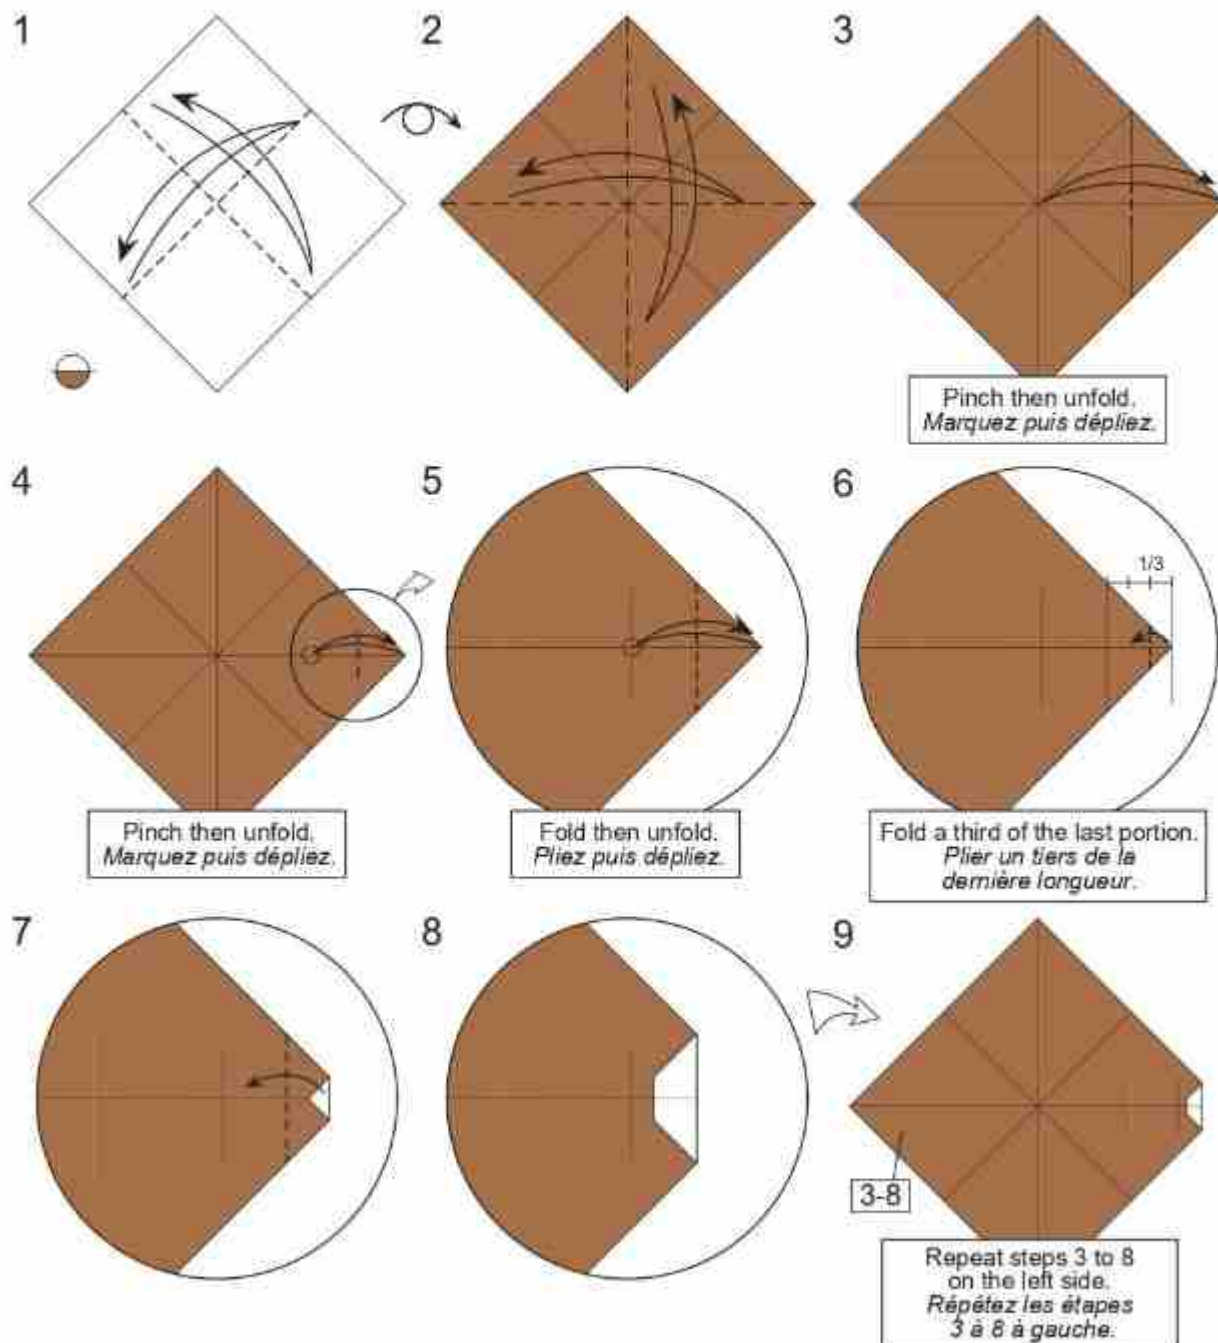 1
2
3
Pinch then unfold.
Marquez puis dépliez.
4
5
6
1/3
Pinch then unfold.
Marquez puis dépliez.
Fold then unfold.
Pliez puis dépliez.
Fold a third of the last portion.
Plier un tiers de la
dernière longueur.
7
8
9
3-8
Repeat steps 3 to 8
on the left side.
Répétez les étapes
3 à 8 à gauche.